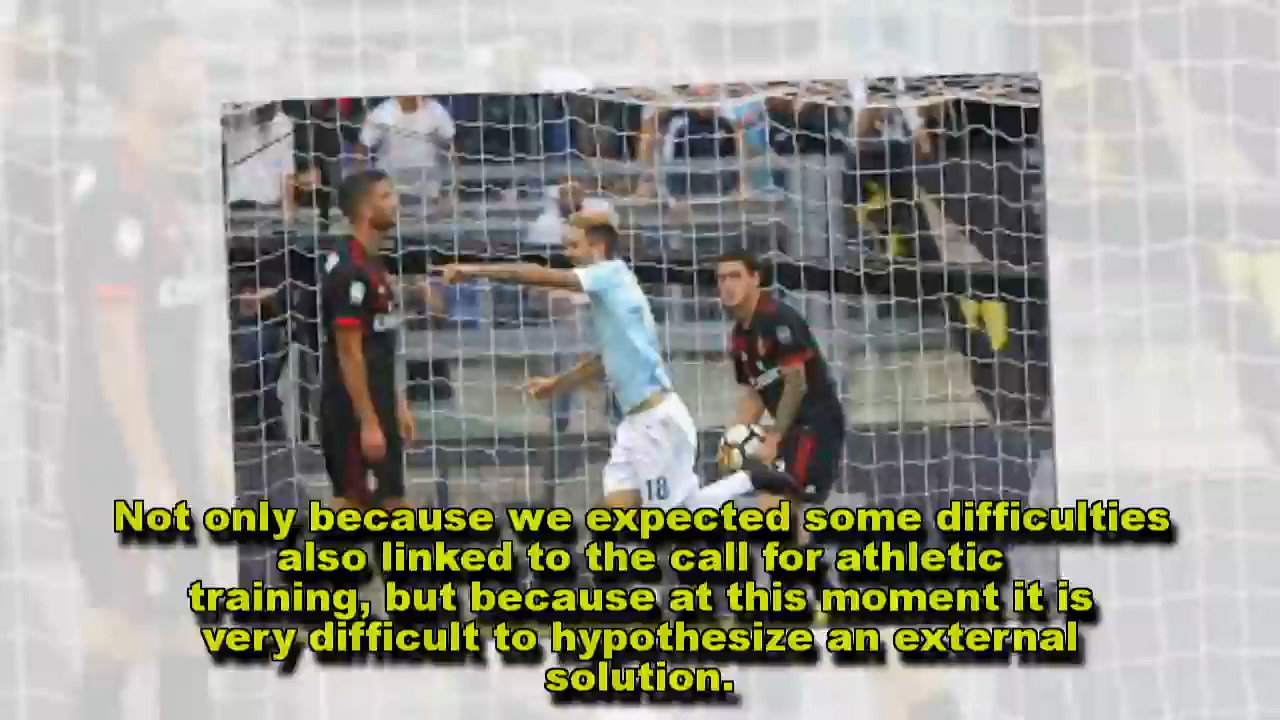 18
Not only because we expected some difficulties
also linked to the call for athletic
training, but because at this moment it is
very difficult to hypothesize an external
solution.